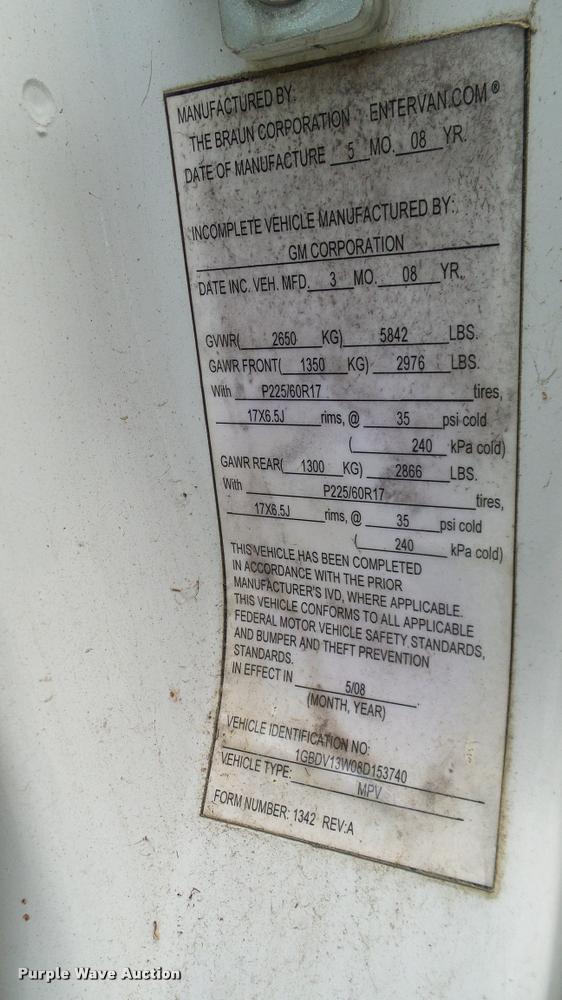 MANUFACTURED BY:
THE BRAUN CORPORATION ENTERVAN.COM®
DATE OF MANUFACTURE 5 MO. 08 YR.
INCOMPLETE VEHICLE MANUFACTURED BY:
GM CORPORATION
DATE INC. VEH. MFD. 3 MO. 08 YR.
GVWR( 2650 KG) 5842 LBS.
GAWR FRONT( 1350 KG) 2976 LBS.
With P225/60R17 tires,
17X6.5J rims, @ 35 psi cold
( 240 kPa cold)
GAWR REAR( 1300 KG) 2866 LBS.
With P225/60R17 tires,
17X6.5J rims, @ 35 psi cold
( 240 kPa cold)
THIS VEHICLE HAS BEEN COMPLETED
IN ACCORDANCE WITH THE PRIOR
MANUFACTURER'S IVD, WHERE APPLICABLE.
THIS VEHICLE CONFORMS TO ALL APPLICABLE
FEDERAL MOTOR VEHICLE SAFETY STANDARDS,
AND BUMPER AND THEFT PREVENTION
STANDARDS.
IN EFFECT IN 5/08.
(MONTH, YEAR)
VEHICLE IDENTIFICATION NO:
1GBDV13W08D153740
VEHICLE TYPE: MPV
FORM NUMBER: 1342 REV:A
Purple Wave Auction